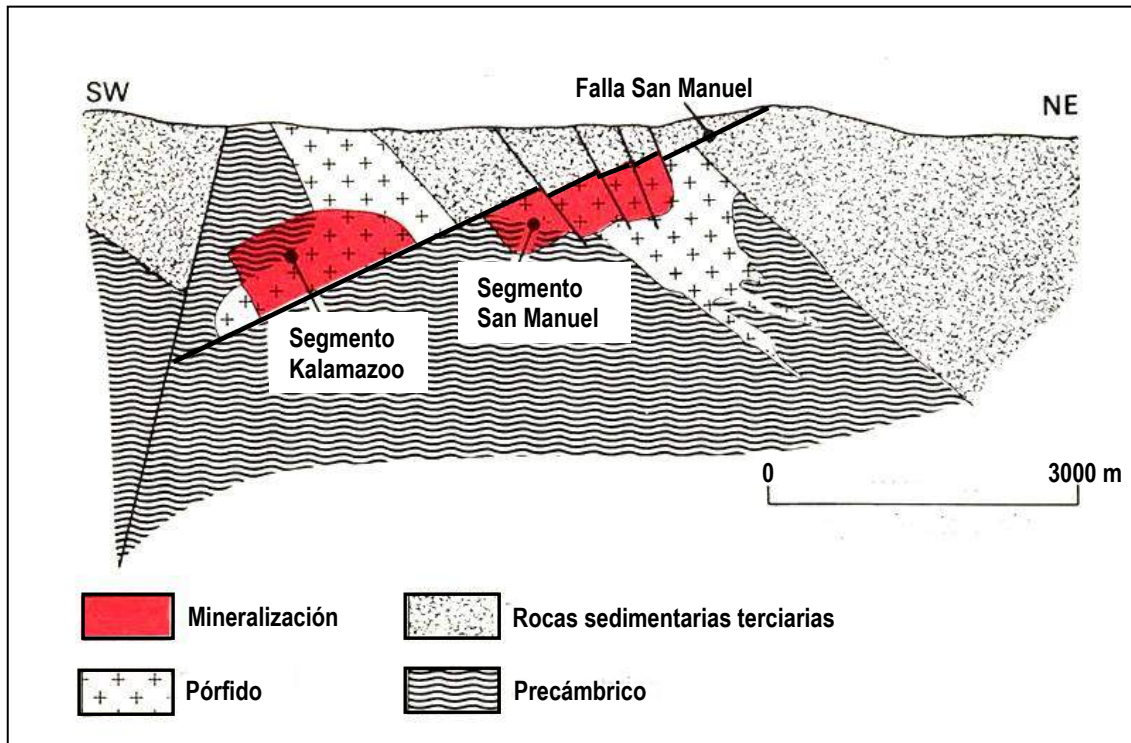 Falla San Manuel
SW
NE
Segmento
San Manuel
Segmento
Kalamazoo
0
3000 m
Mineralización
Rocas sedimentarias terciarias
Pórfido
Precámbrico